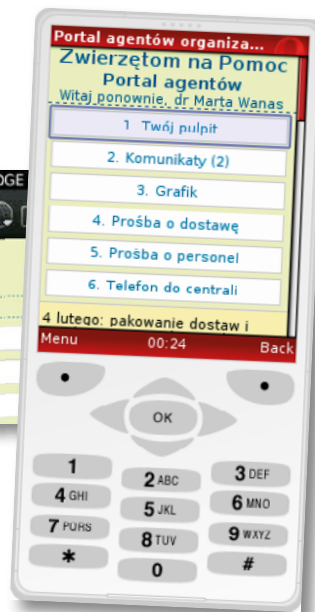 Portal agentów organiza...
Zwierzętom na Pomoc
Portal agentów
Witaj ponownie, dr Marta Wanas
1 Twój pulpit
2. Komunikaty (2)
3. Grafik
4. Prośba o dostawę
5. Prośba o personel
6. Telefon do centrali
4 lutego: pakowanie dostaw i
Menu 00:24 Back
DGE
OK
1 2 ABC 3 DEF
4 GHI 5 JKL 6 MNO
7 PQRS 8 TUV 9 WXYZ
* 0 #